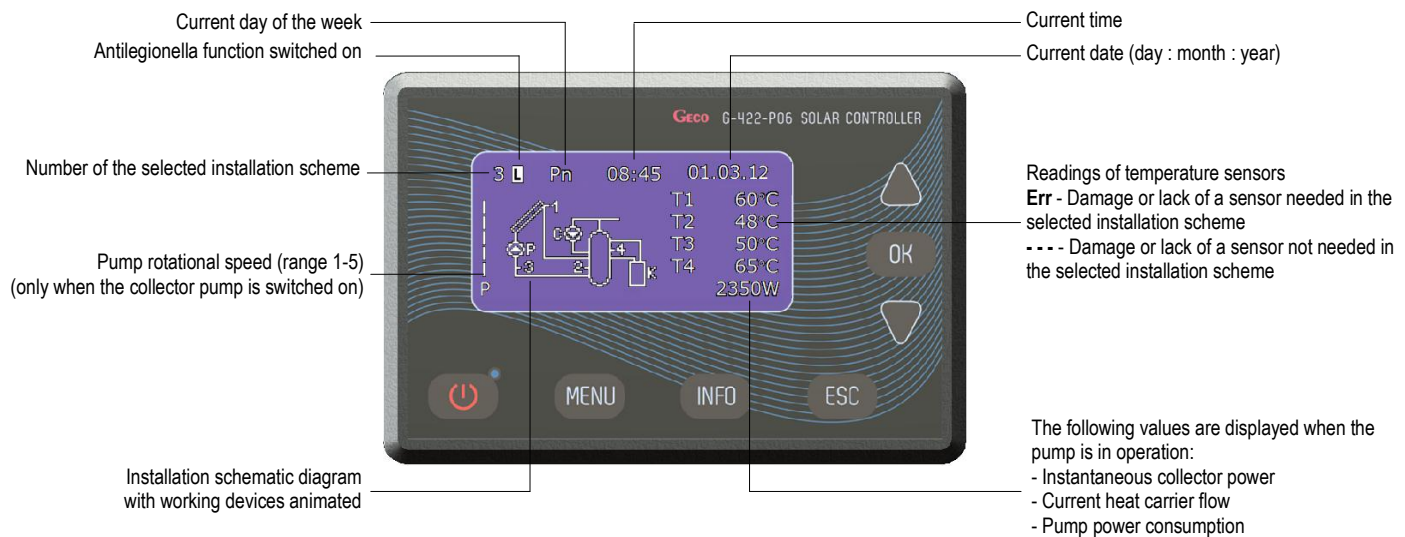 Current day of the week
Antilegionella function switched on
Number of the selected installation scheme
Pump rotational speed (range 1-5)
(only when the collector pump is switched on)
Installation schematic diagram
with working devices animated
GECO G-422-P06 SOLAR CONTROLLER
3 L Pn 08:45 01.03.12
T1 60°C
T2 48°C
T3 50°C
T4 65°C
2350W
1
C
P
4
3
2
K
P
OK
MENU
INFO
ESC
Current time
Current date (day : month : year)
Readings of temperature sensors
Err - Damage or lack of a sensor needed in the
selected installation scheme
- - - - Damage or lack of a sensor not needed in
the selected installation scheme
The following values are displayed when the
pump is in operation:
- Instantaneous collector power
- Current heat carrier flow
- Pump power consumption